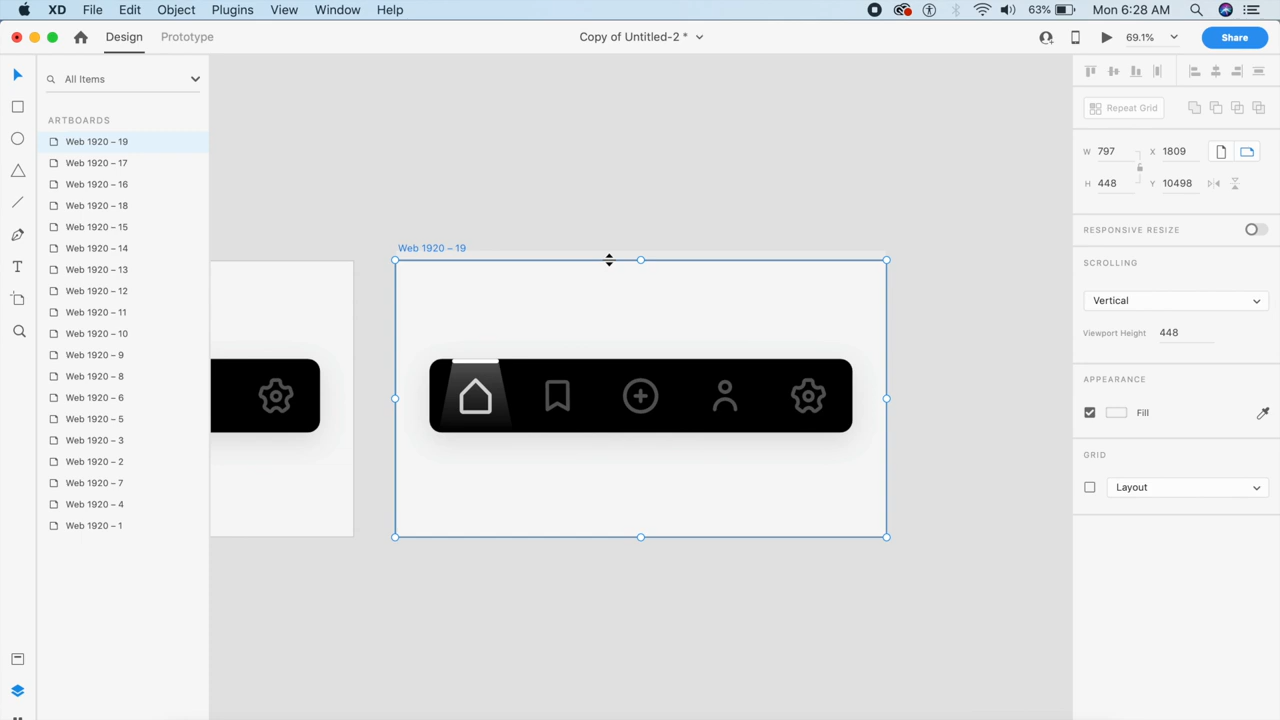 XD File Edit Object Plugins View Window Help 63% Mon 6:28 AM
Design Prototype Copy of Untitled-2 * 69.1% Share
All Items
ARTBOARDS
Web 1920 – 19
Web 1920 – 17
Web 1920 – 16
Web 1920 – 18
Web 1920 – 15
Web 1920 – 14
Web 1920 – 13
Web 1920 – 12
Web 1920 – 11
Web 1920 – 10
Web 1920 – 9
Web 1920 – 8
Web 1920 – 6
Web 1920 – 5
Web 1920 – 3
Web 1920 – 2
Web 1920 – 7
Web 1920 – 4
Web 1920 – 1
Web 1920 – 19
Repeat Grid
W 797 X 1809
H 448 Y 10498
RESPONSIVE RESIZE
SCROLLING
Vertical
Viewport Height 448
APPEARANCE
Fill
GRID
Layout